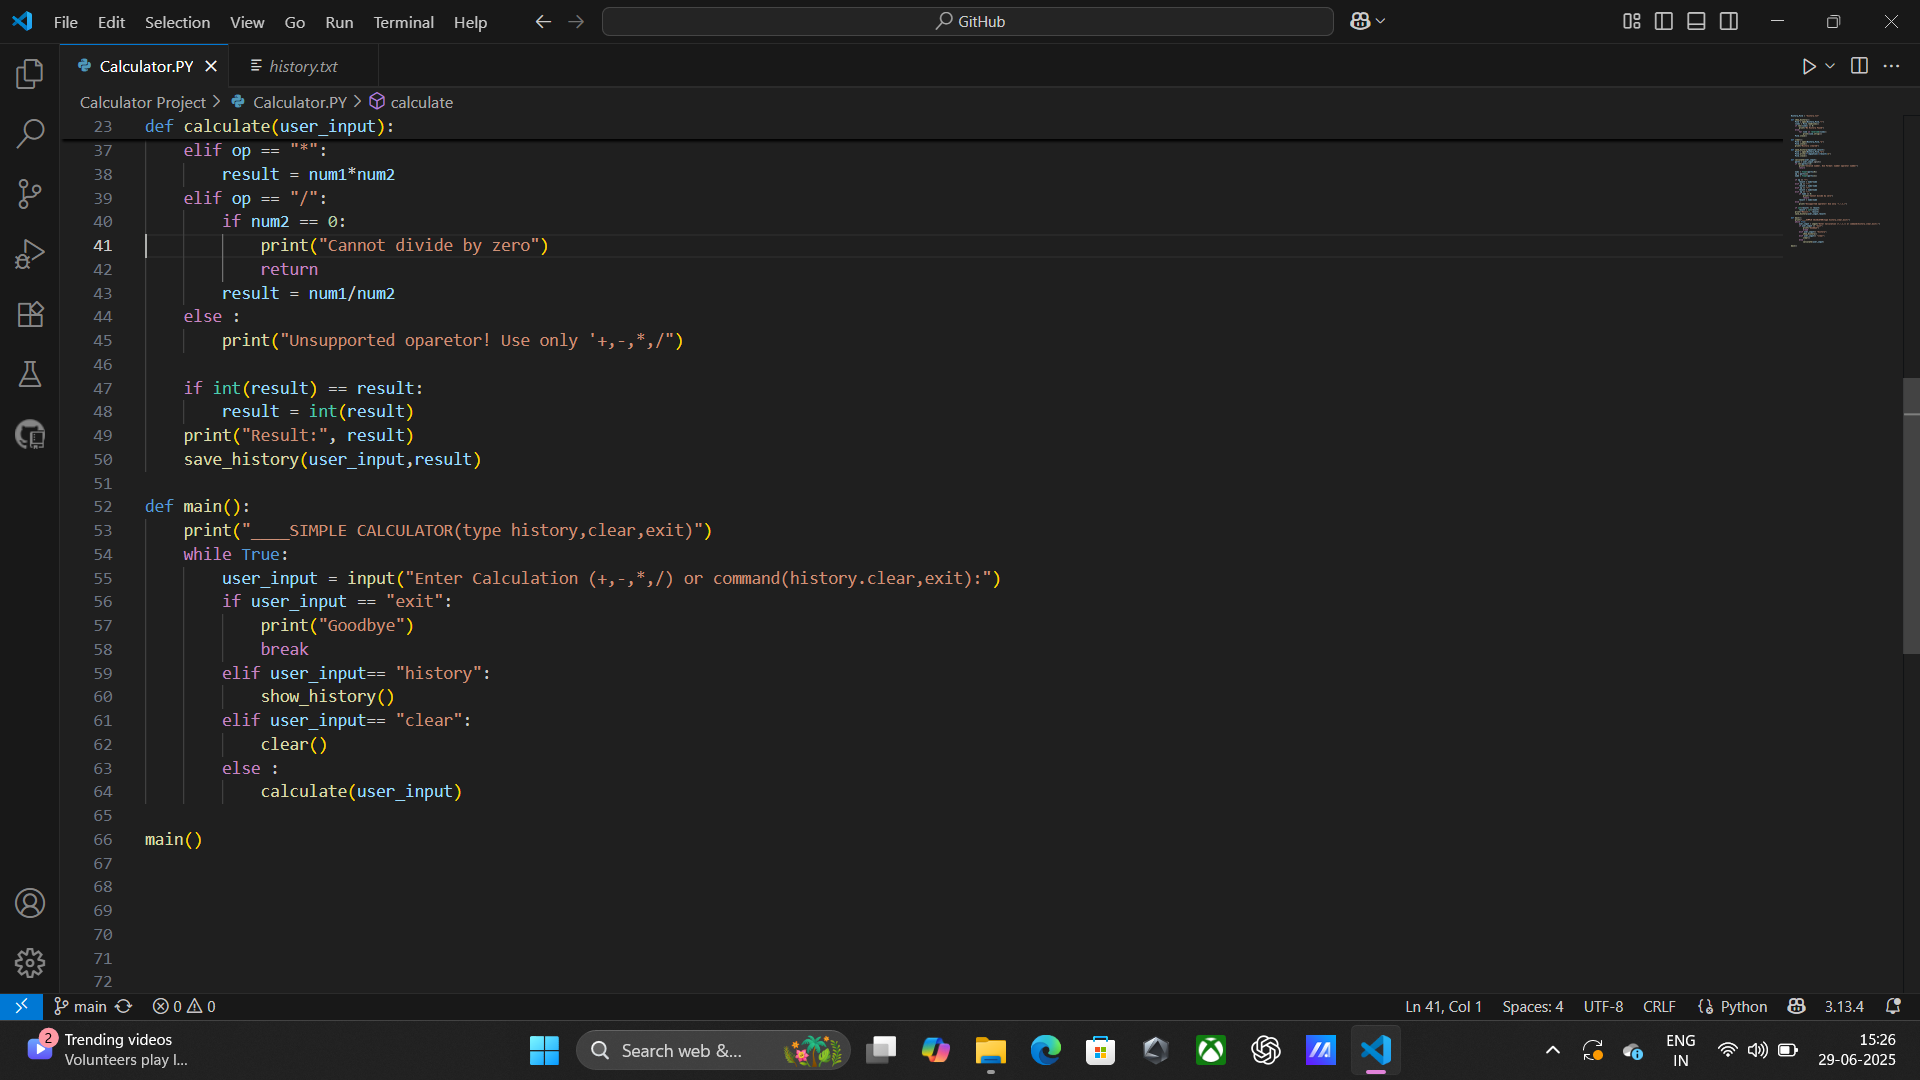 File Edit Selection View Go Run Terminal Help
GitHub
Calculator.PY
history.txt
Calculator Project > Calculator.PY > calculate
23 def calculate(user_input):
37 elif op == "*":
38 result = num1*num2
39 elif op == "/":
40 if num2 == 0:
41 print("Cannot divide by zero")
42 return
43 result = num1/num2
44 else :
45 print("Unsupported oparetor! Use only '+,-,*,/")
46
47 if int(result) == result:
48 result = int(result)
49 print("Result:", result)
50 save_history(user_input,result)
51
52 def main():
53 print("____SIMPLE CALCULATOR(type history,clear,exit)")
54 while True:
55 user_input = input("Enter Calculation (+,-,*,/) or command(history.clear,exit):")
56 if user_input == "exit":
57 print("Goodbye")
58 break
59 elif user_input== "history":
60 show_history()
61 elif user_input== "clear":
62 clear()
63 else :
64 calculate(user_input)
65
66 main()
67
68
69
70
71
72
main 0 0 Ln 41, Col 1 Spaces: 4 UTF-8 CRLF Python 3.13.4
2
Trending videos
Volunteers play l...
Search web &...
ENG
IN
15:26
29-06-2025